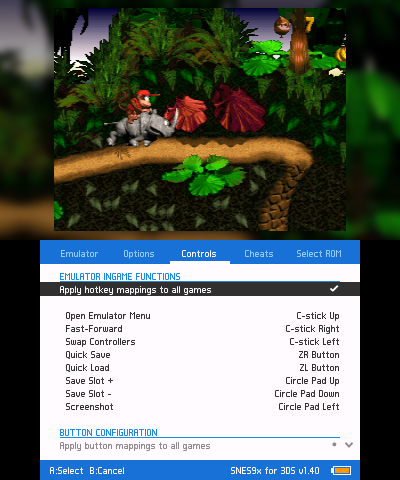 7
Emulator Options Controls Cheats Select ROM
EMULATOR INGAME FUNCTIONS
Apply hotkey mappings to all games
Open Emulator Menu C-stick Up
Fast-Forward C-stick Right
Swap Controllers C-stick Left
Quick Save ZR Button
Quick Load ZL Button
Save Slot + Circle Pad Up
Save Slot - Circle Pad Down
Screenshot Circle Pad Left
BUTTON CONFIGURATION
Apply button mappings to all games
A:Select B:Cancel SNES9x for 3DS v1.40